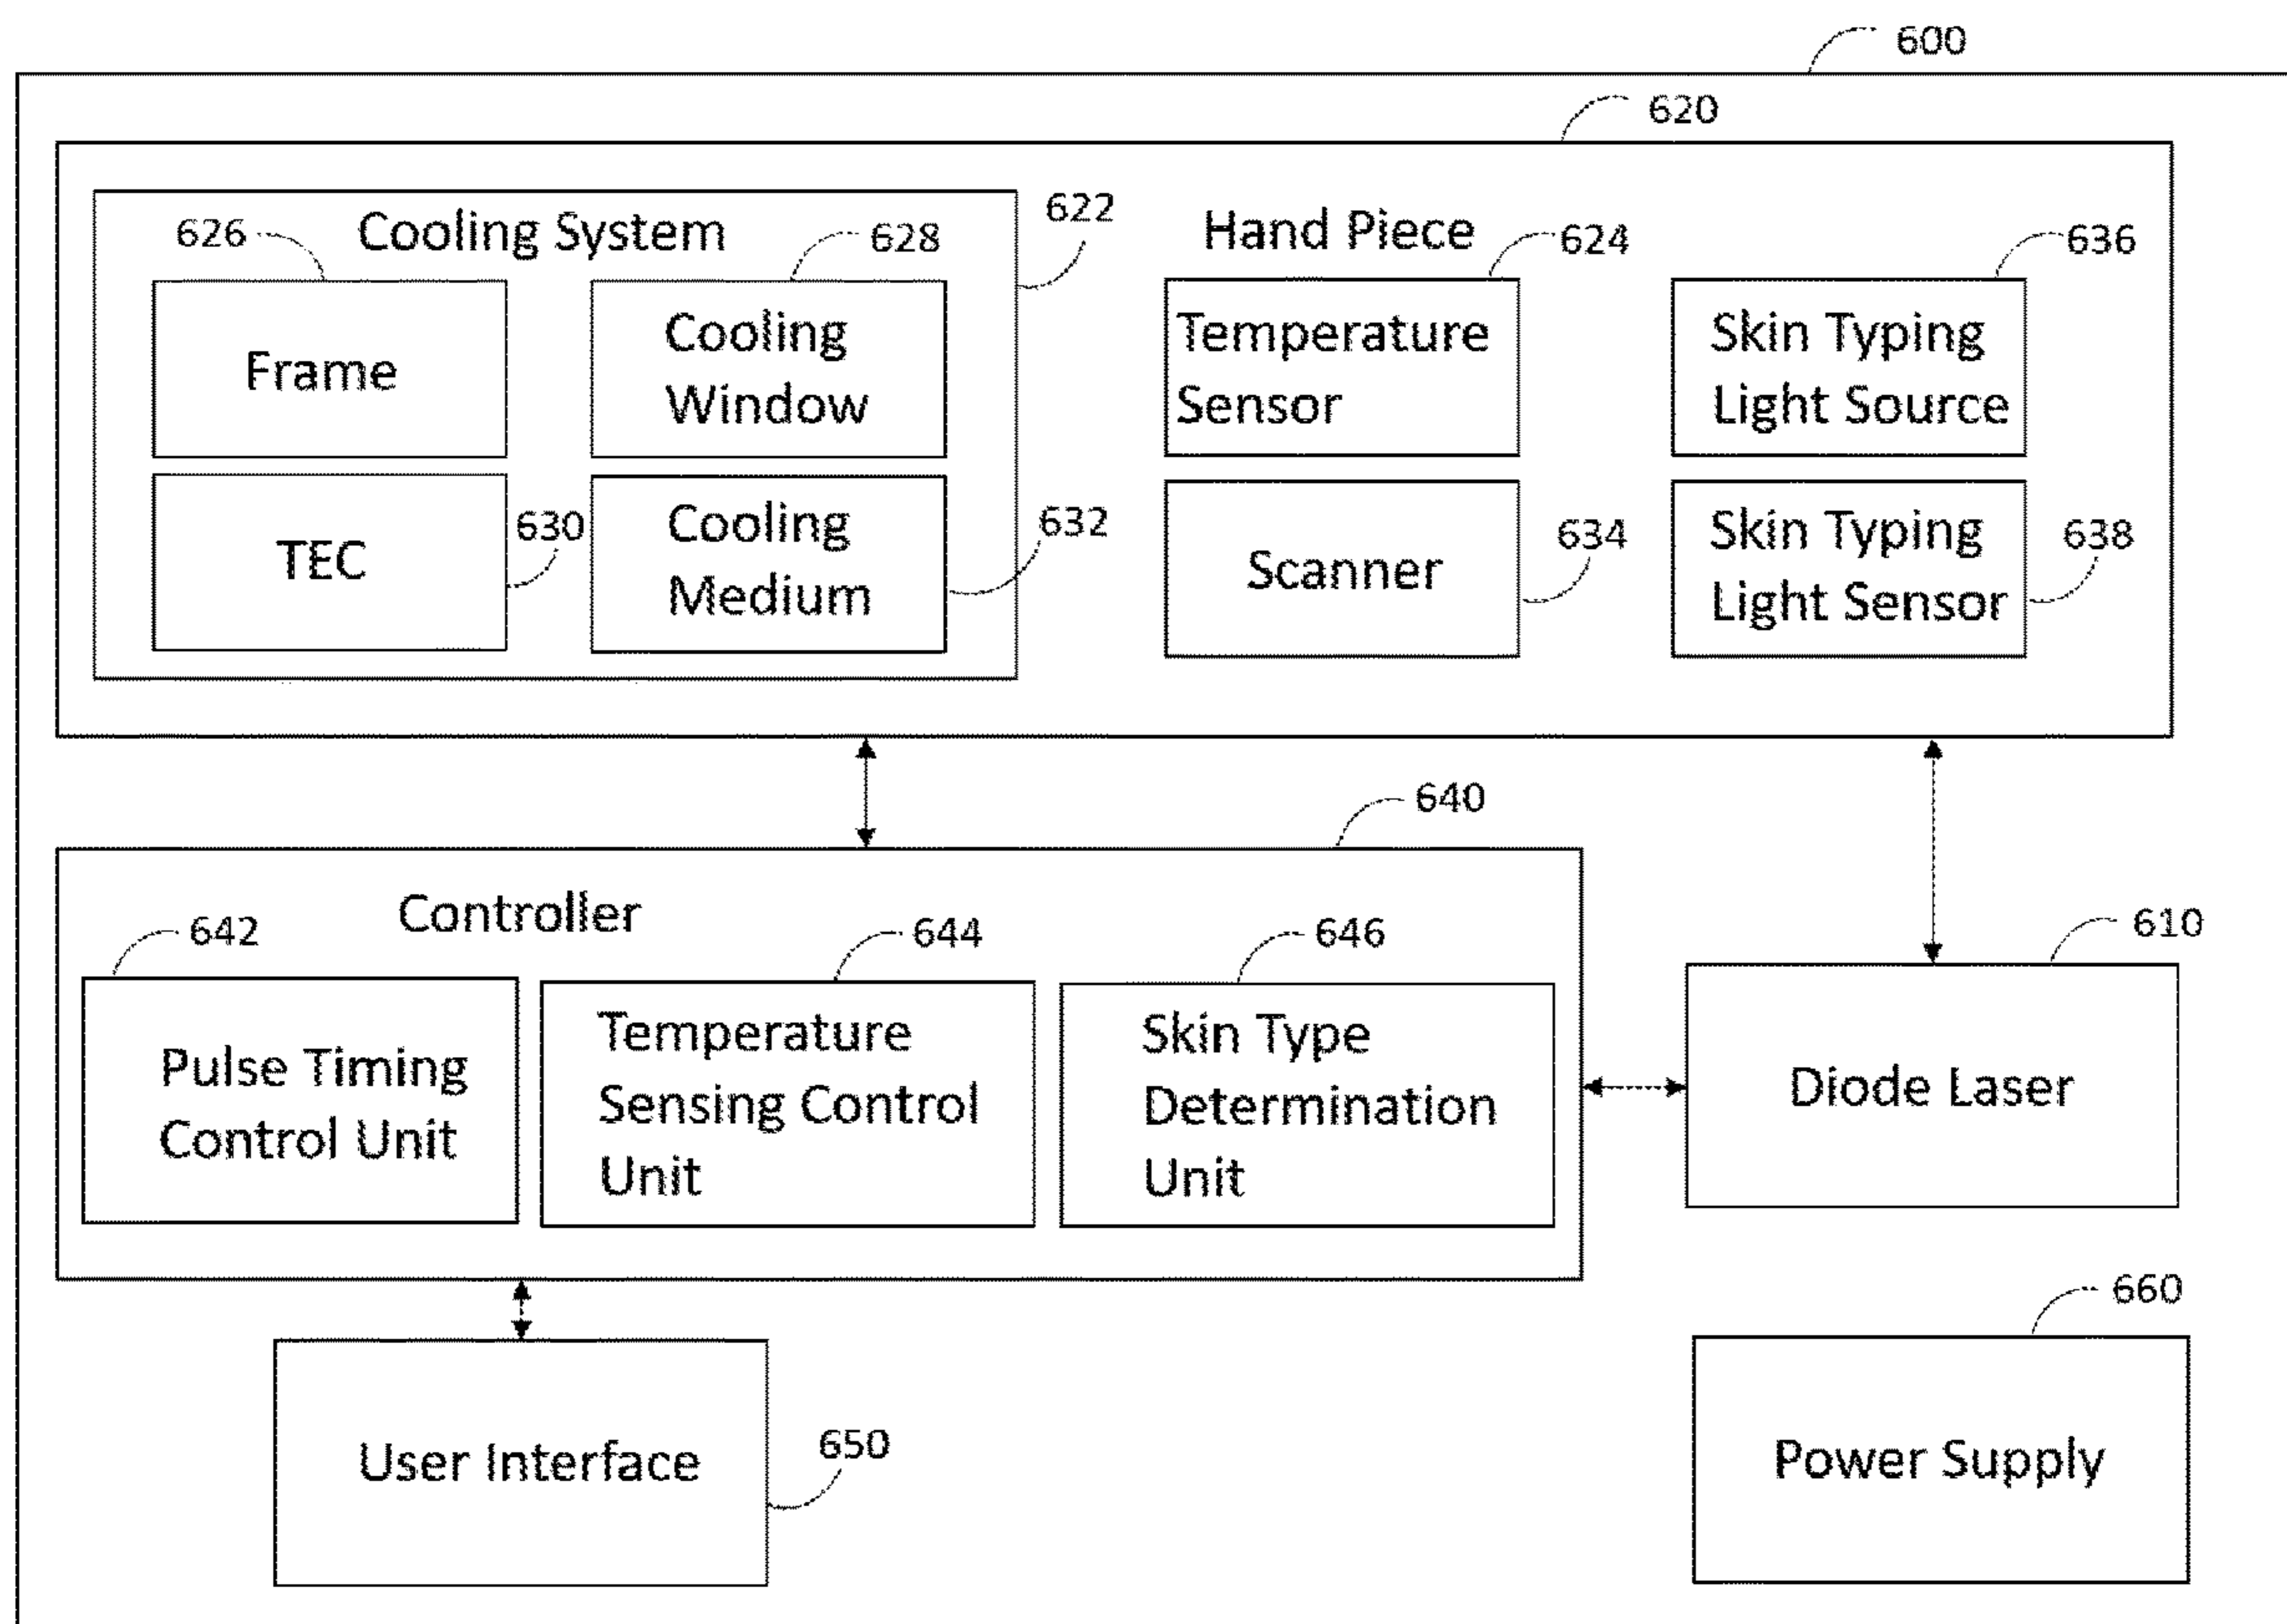 600
620
626
Cooling System
628
622
Hand Piece
624
636
Frame
Cooling
Window
Temperature
Sensor
Skin Typing
Light Source
TEC
630
Cooling
Medium
632
Scanner
634
Skin Typing
Light Sensor
638
640
Controller
642
644
646
610
Pulse Timing
Control Unit
Temperature
Sensing Control
Unit
Skin Type
Determination
Unit
Diode Laser
660
User Interface
650
Power Supply